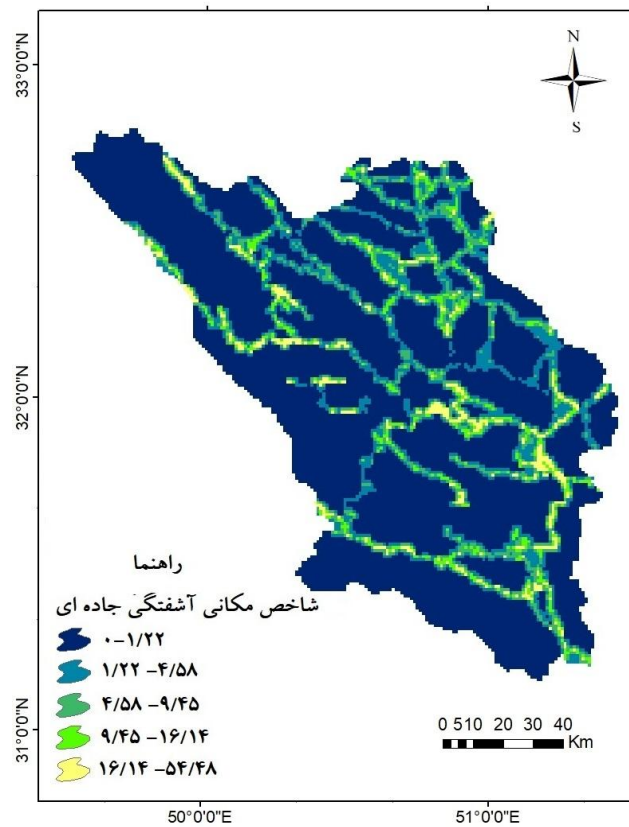 N
S
33°0'0"N
32°0'0"N
31°0'0"N
راهنما
شاخص مکانی آشفتگی جاده ای
۰-۱/۲۲
۱/۲۲ -۴/۵۸
۴/۵۸ -۹/۴۵
۹/۴۵ -۱۶/۱۴
۱۶/۱۴ -۵۴/۴۸
0 5 10 20 30 40
Km
50°0'0"E
51°0'0"E